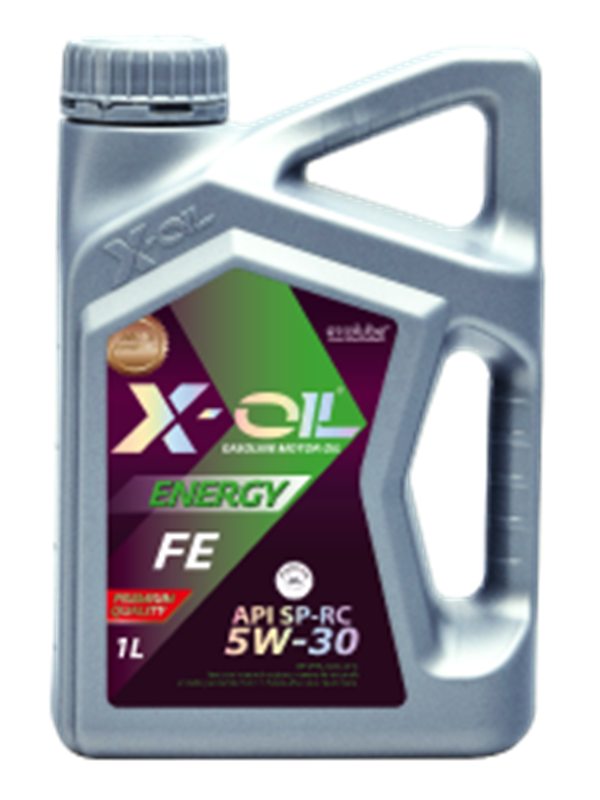 X-OIL
evolube
X-OIL
GASOLINE MOTOR OIL
ENERGY
FE
PREMIUM
QUALITY
API SP-RC
1L
5W-30